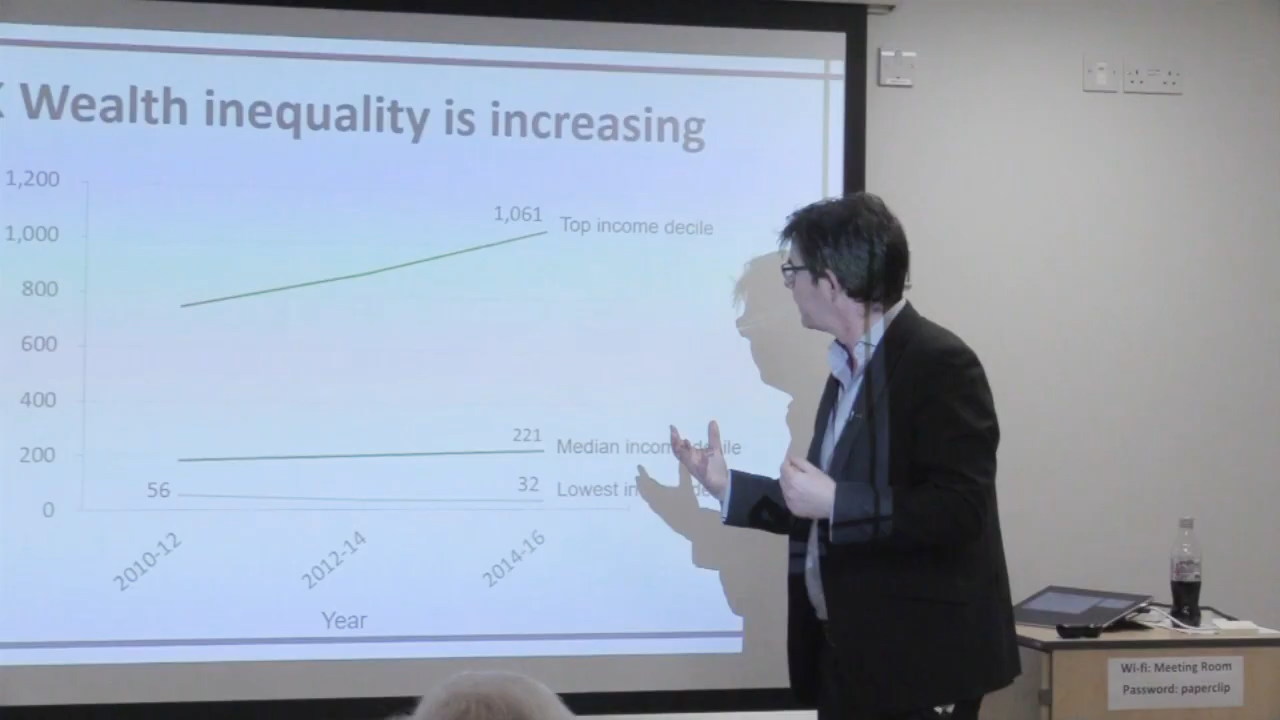 Wealth inequality is increasing
1,200
1,000
800
600
400
200
0
1,061
Top income decile
221
Median income decile
56
32
Lowest
2010-12
2012-14
2014-16
Year
Wi-fi: Meeting Room
Password: paperclip